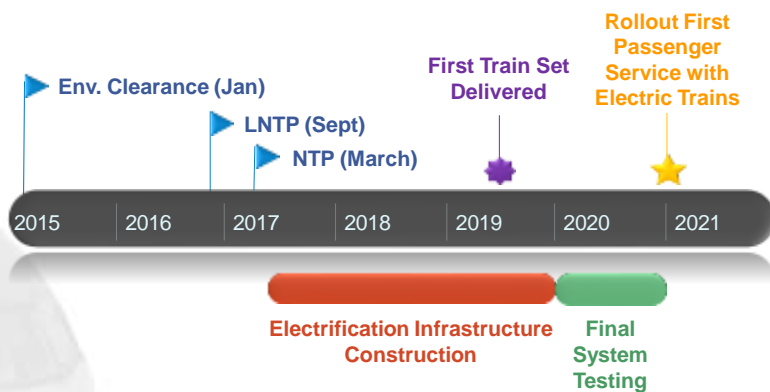 Rollout First
Passenger
Service with
Electric Trains
First Train Set
Delivered
Env. Clearance (Jan)
LNTP (Sept)
NTP (March)
2015 2016 2017 2018 2019 2020 2021
Electrification Infrastructure
Construction
Final
System
Testing